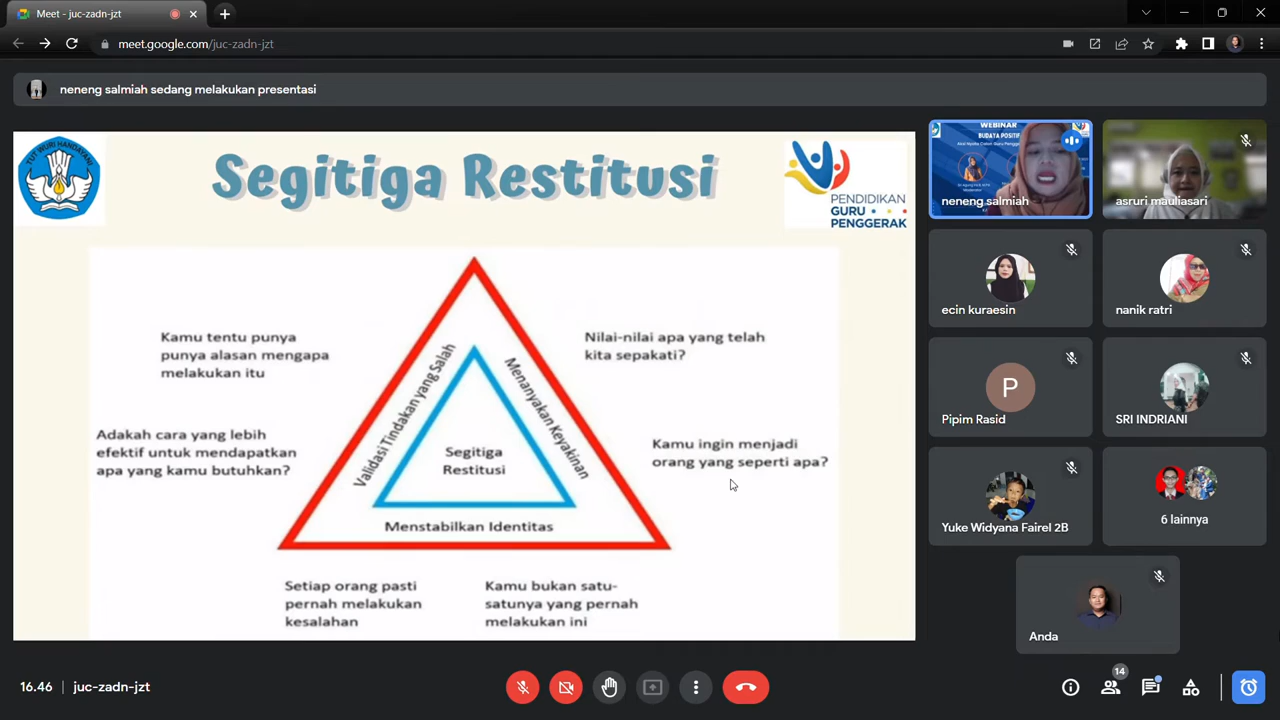 Meet - juc-zadn-jzt
meet.google.com/juc-zadn-jzt
neneng salmiah sedang melakukan presentasi
TUT WURI HANDAYANI
Segitiga Restitusi
PENDIDIKAN
GURU
PENGGERAK
Kamu tentu punya
punya alasan mengapa
melakukan itu
Nilai-nilai apa yang telah
kita sepakati?
Adakah cara yang lebih
efektif untuk mendapatkan
apa yang kamu butuhkan?
Validasi Tindakan yang Salah
Menanyakan Keyakinan
Segitiga
Restitusi
Kamu ingin menjadi
orang yang seperti apa?
Menstabilkan Identitas
Setiap orang pasti
pernah melakukan
kesalahan
Kamu bukan satu-
satunya yang pernah
melakukan ini
WEBINAR
BUDAYA POSITIF
neneng salmiah
asruri mauliasari
ecin kuraesin
nanik ratri
P
Pipim Rasid
SRI INDRIANI
Yuke Widyana Fairel 2B
6 lainnya
Anda
16.46
juc-zadn-jzt
14